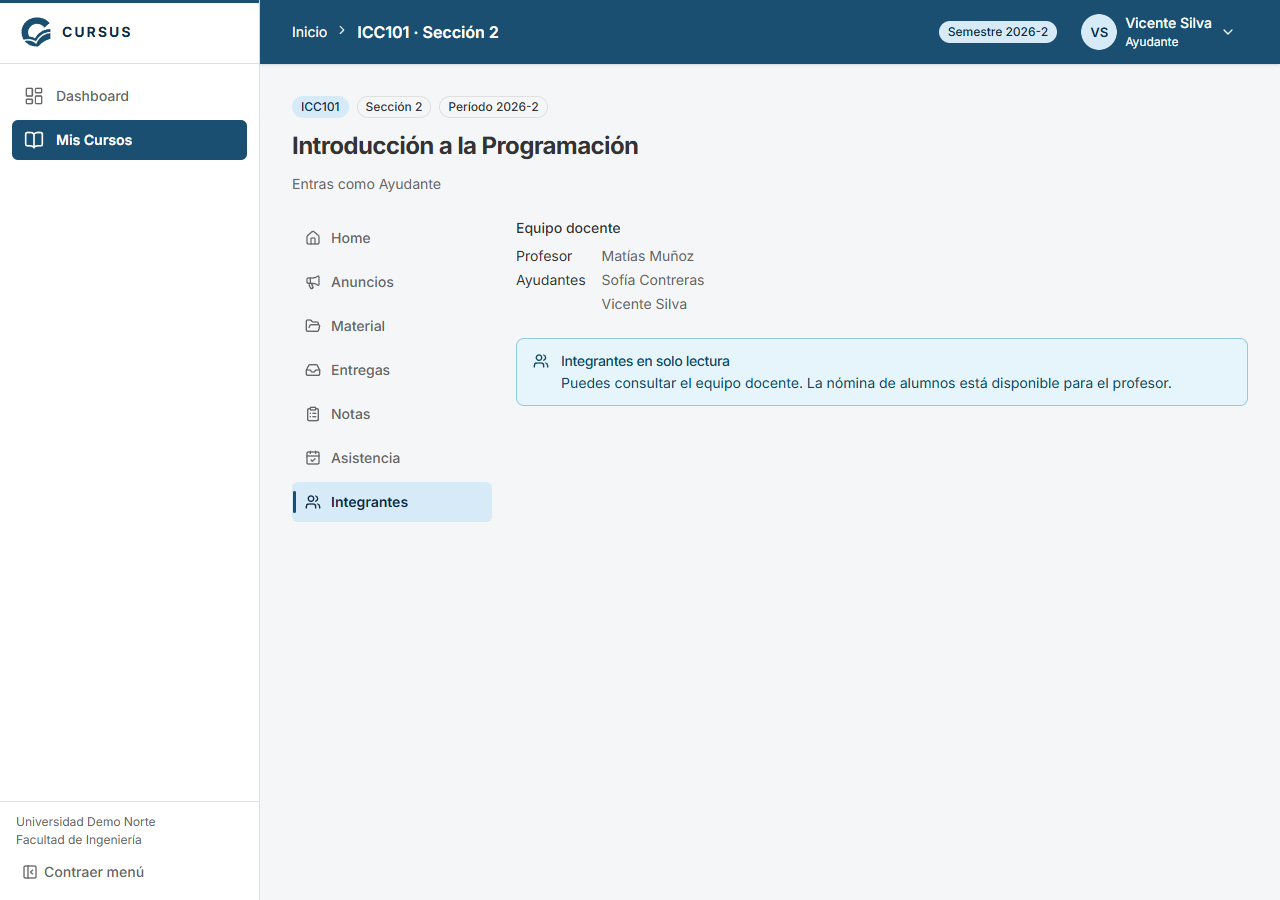 CURSUS
Inicio
ICC101 · Sección 2
Semestre 2026-2
VS
Vicente Silva
Ayudante
Dashboard
Mis Cursos
ICC101
Sección 2
Período 2026-2
Introducción a la Programación
Entras como Ayudante
Home
Anuncios
Material
Entregas
Notas
Asistencia
Integrantes
Equipo docente
Profesor Matías Muñoz
Ayudantes Sofía Contreras
Vicente Silva
Integrantes en solo lectura
Puedes consultar el equipo docente. La nómina de alumnos está disponible para el profesor.
Universidad Demo Norte
Facultad de Ingeniería
Contraer menú